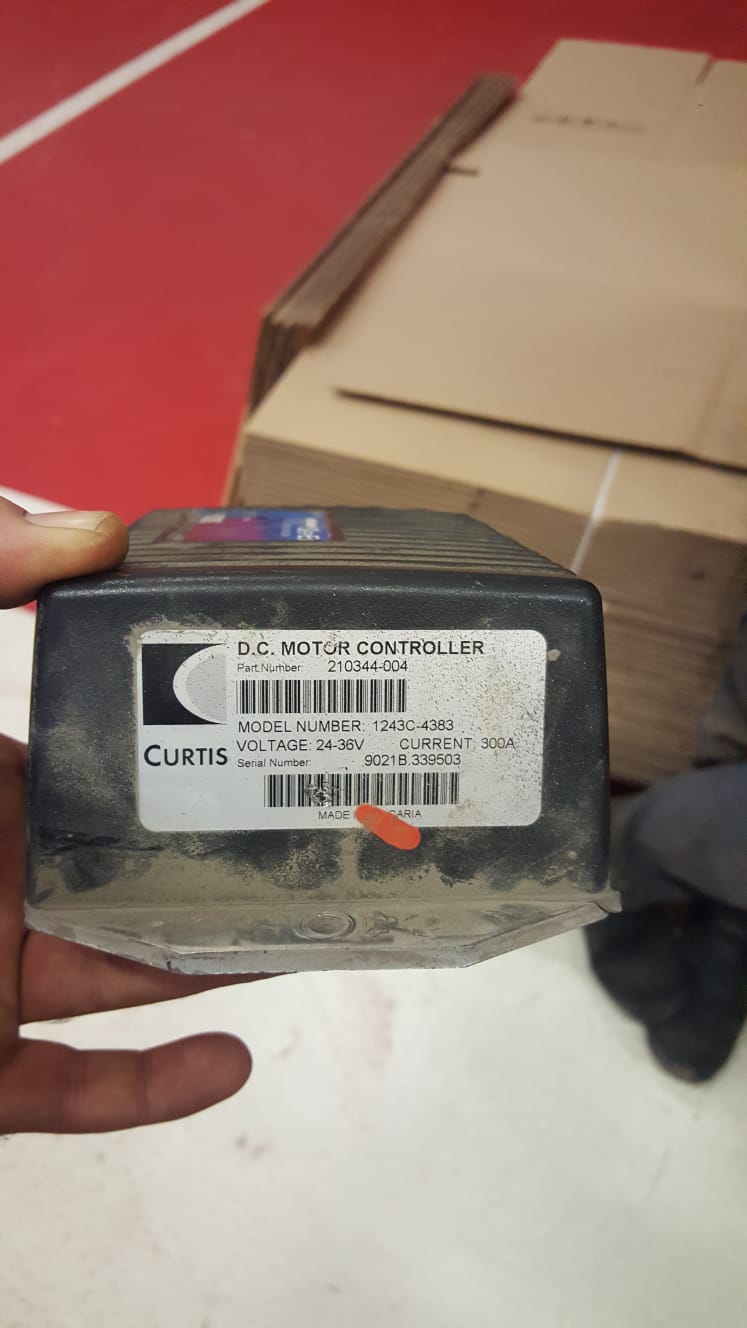 D.C. MOTOR CONTROLLER
Part Number: 210344-004
MODEL NUMBER: 1243C-4383
VOLTAGE: 24-36V CURRENT: 300A
CURTIS Serial Number: 9021B.339503
MADE